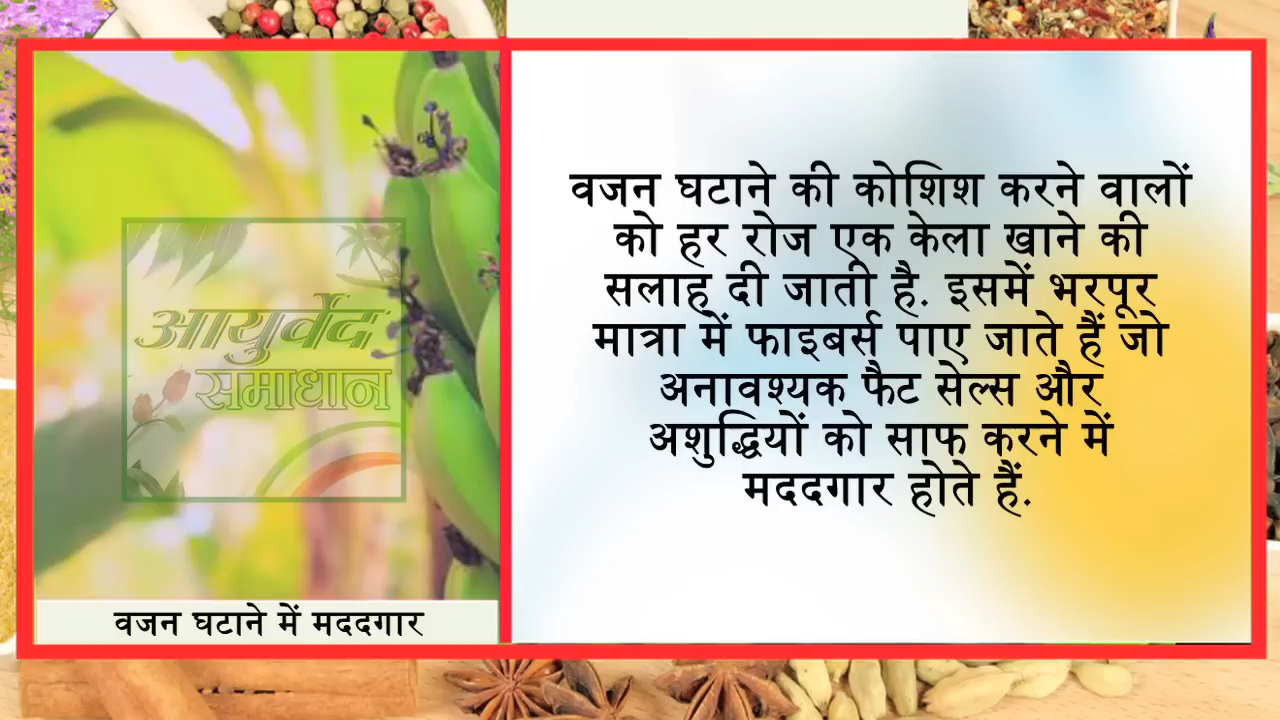 आयुर्वेद
समाधान
वजन घटाने में मददगार
वजन घटाने की कोशिश करने वालों
को हर रोज एक केला खाने की
सलाह दी जाती है. इसमें भरपूर
मात्रा में फाइबर्स पाए जाते हैं जो
अनावश्यक फैट सेल्स और
अशुद्धियों को साफ करने में
मददगार होते हैं.